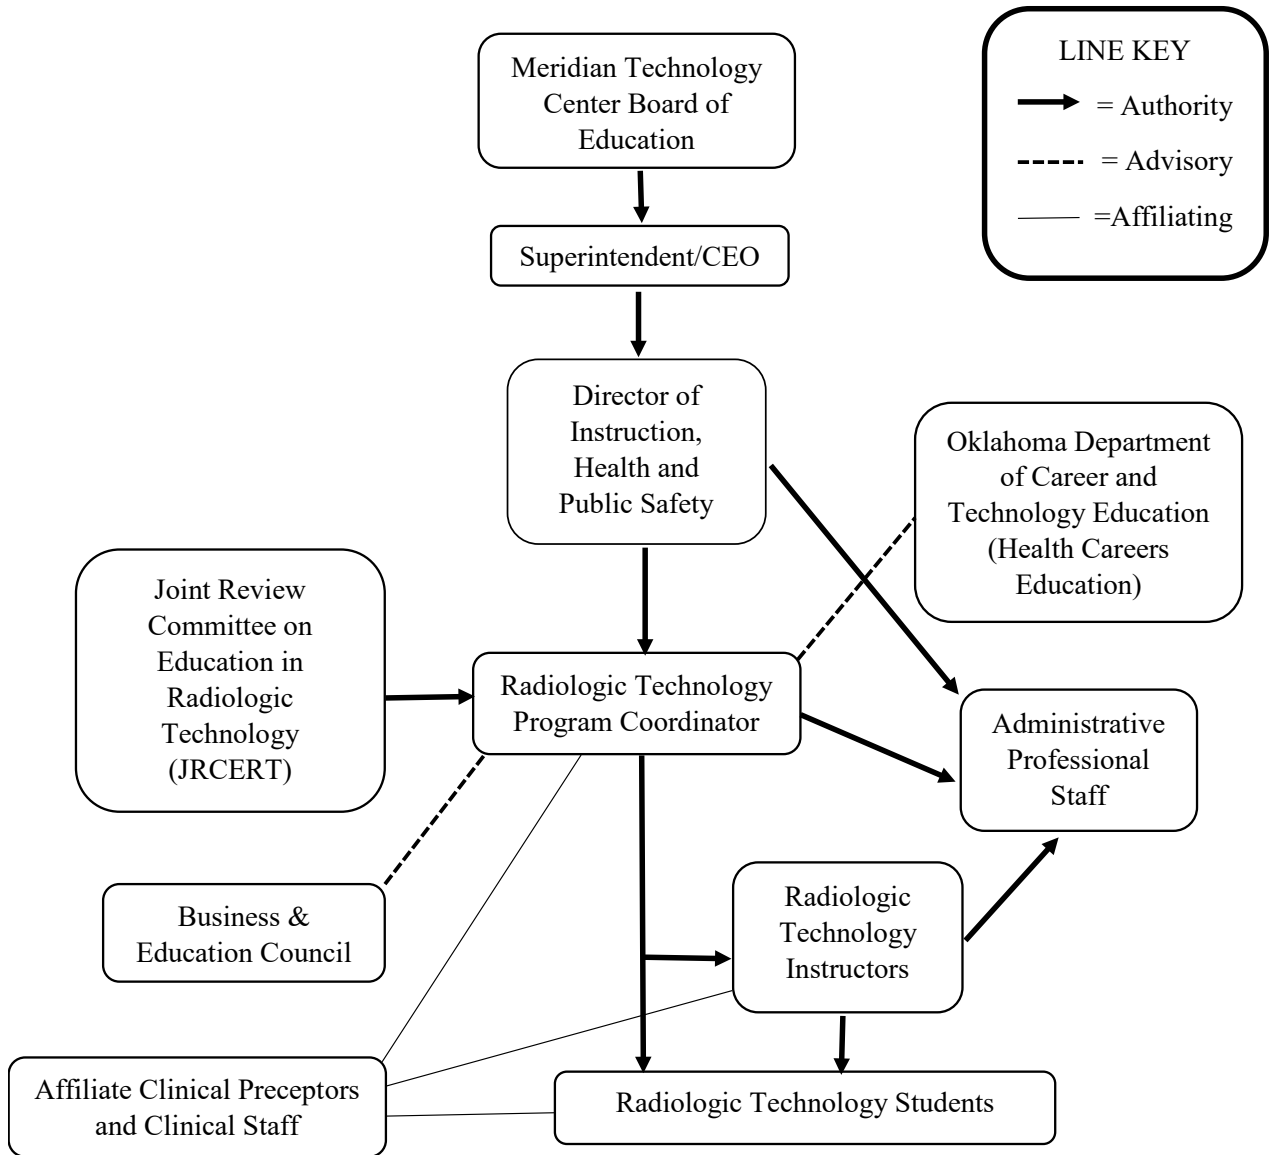 Meridian Technology
Center Board of
Education
LINE KEY
= Authority
= Advisory
=Affiliating
Superintendent/CEO
Director of
Instruction,
Health and
Public Safety
Oklahoma Department
of Career and
Technology Education
(Health Careers
Education)
Joint Review
Committee on
Education in
Radiologic
Technology
(JRCERT)
Radiologic Technology
Program Coordinator
Administrative
Professional
Staff
Business &
Education Council
Radiologic
Technology
Instructors
Affiliate Clinical Preceptors
and Clinical Staff
Radiologic Technology Students